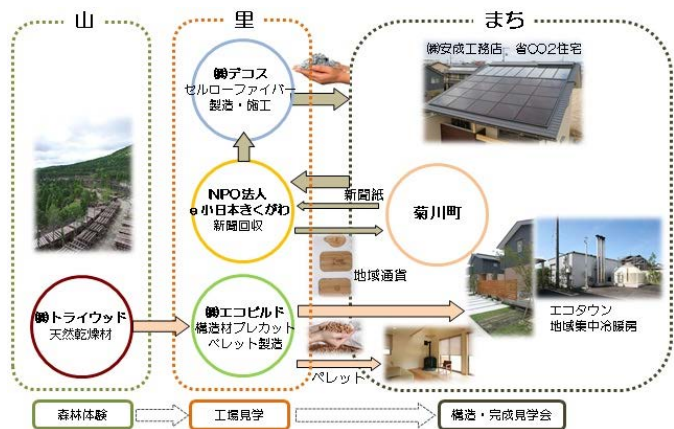 山
里
まち
㈱デコス
セルローファイバー
製造・施工
㈱安成工務店 省CO2住宅
NPO法人
e小日本きくがわ
新聞回収
新聞紙
菊川町
地域通貨
㈱トライウッド
天然乾燥材
㈱エコビルド
構造材プレカット
ペレット製造
エコタウン
地域集中冷暖房
ペレット
森林体験
工場見学
構造・完成見学会